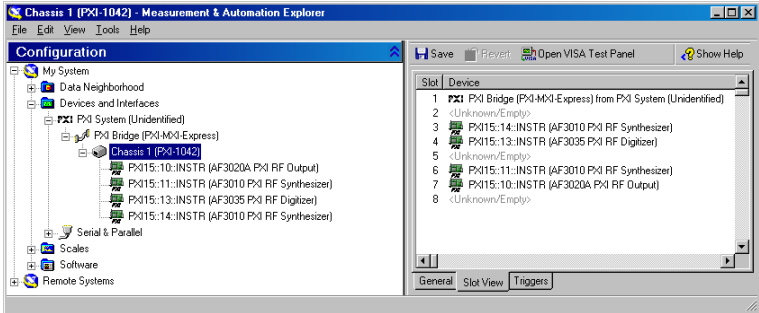 Chassis 1 (PXI-1042) - Measurement & Automation Explorer
File Edit View Tools Help
Configuration
My System
Data Neighborhood
Devices and Interfaces
PXI PXI System (Unidentified)
PXI Bridge (PXI-MXI-Express)
Chassis 1 (PXI-1042)
PXI15::10::INSTR (AF3020A PXI RF Output)
PXI15::11::INSTR (AF3010 PXI RF Synthesizer)
PXI15::13::INSTR (AF3035 PXI RF Digitizer)
PXI15::14::INSTR (AF3010 PXI RF Synthesizer)
Serial & Parallel
Scales
Software
Remote Systems
Save Revert Open VISA Test Panel Show Help
Slot Device
1 PXI PXI Bridge (PXI-MXI-Express) from PXI System (Unidentified)
2 <Unknown/Empty>
3 PXI15::14::INSTR (AF3010 PXI RF Synthesizer)
4 PXI15::13::INSTR (AF3035 PXI RF Digitizer)
5 <Unknown/Empty>
6 PXI15::11::INSTR (AF3010 PXI RF Synthesizer)
7 PXI15::10::INSTR (AF3020A PXI RF Output)
8 <Unknown/Empty>
General Slot View Triggers